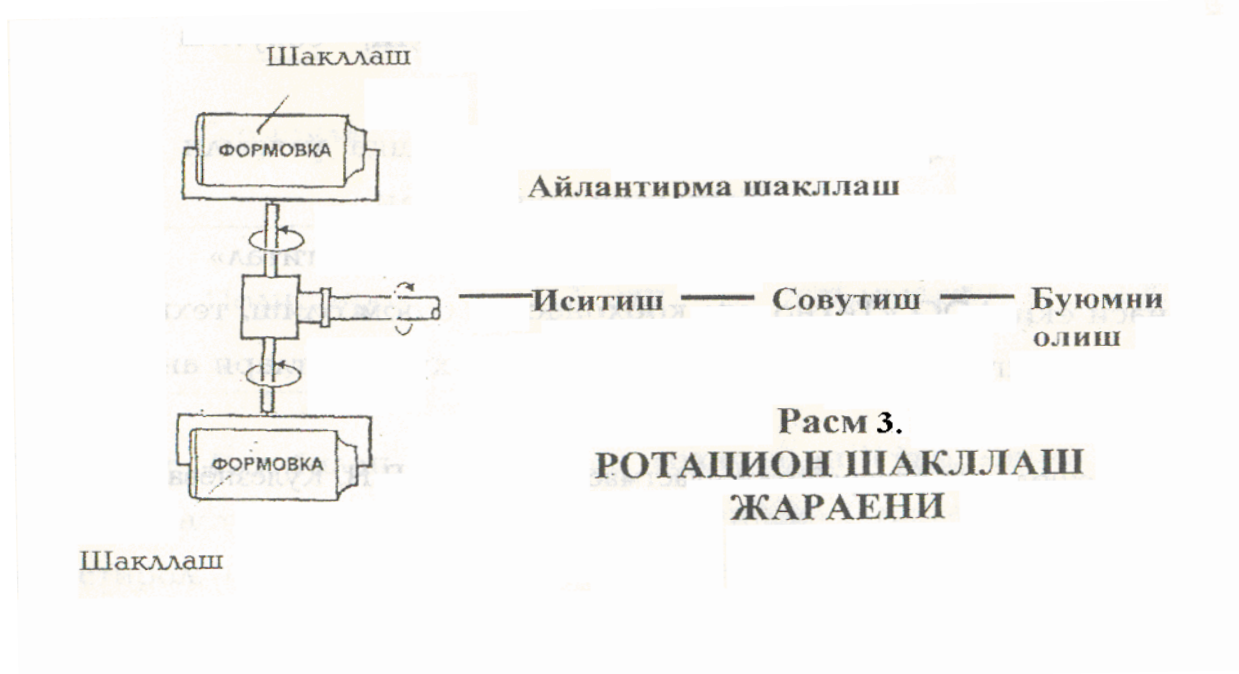 Шакллаш
ФОРМОВКА
Айлантирма шакллаш
Иситиш
Совутиш
Буюмни
олиш
Расм 3.
РОТАЦИОН ШАКЛЛАШ
ЖАРАЕНИ
ФОРМОВКА
Шакллаш